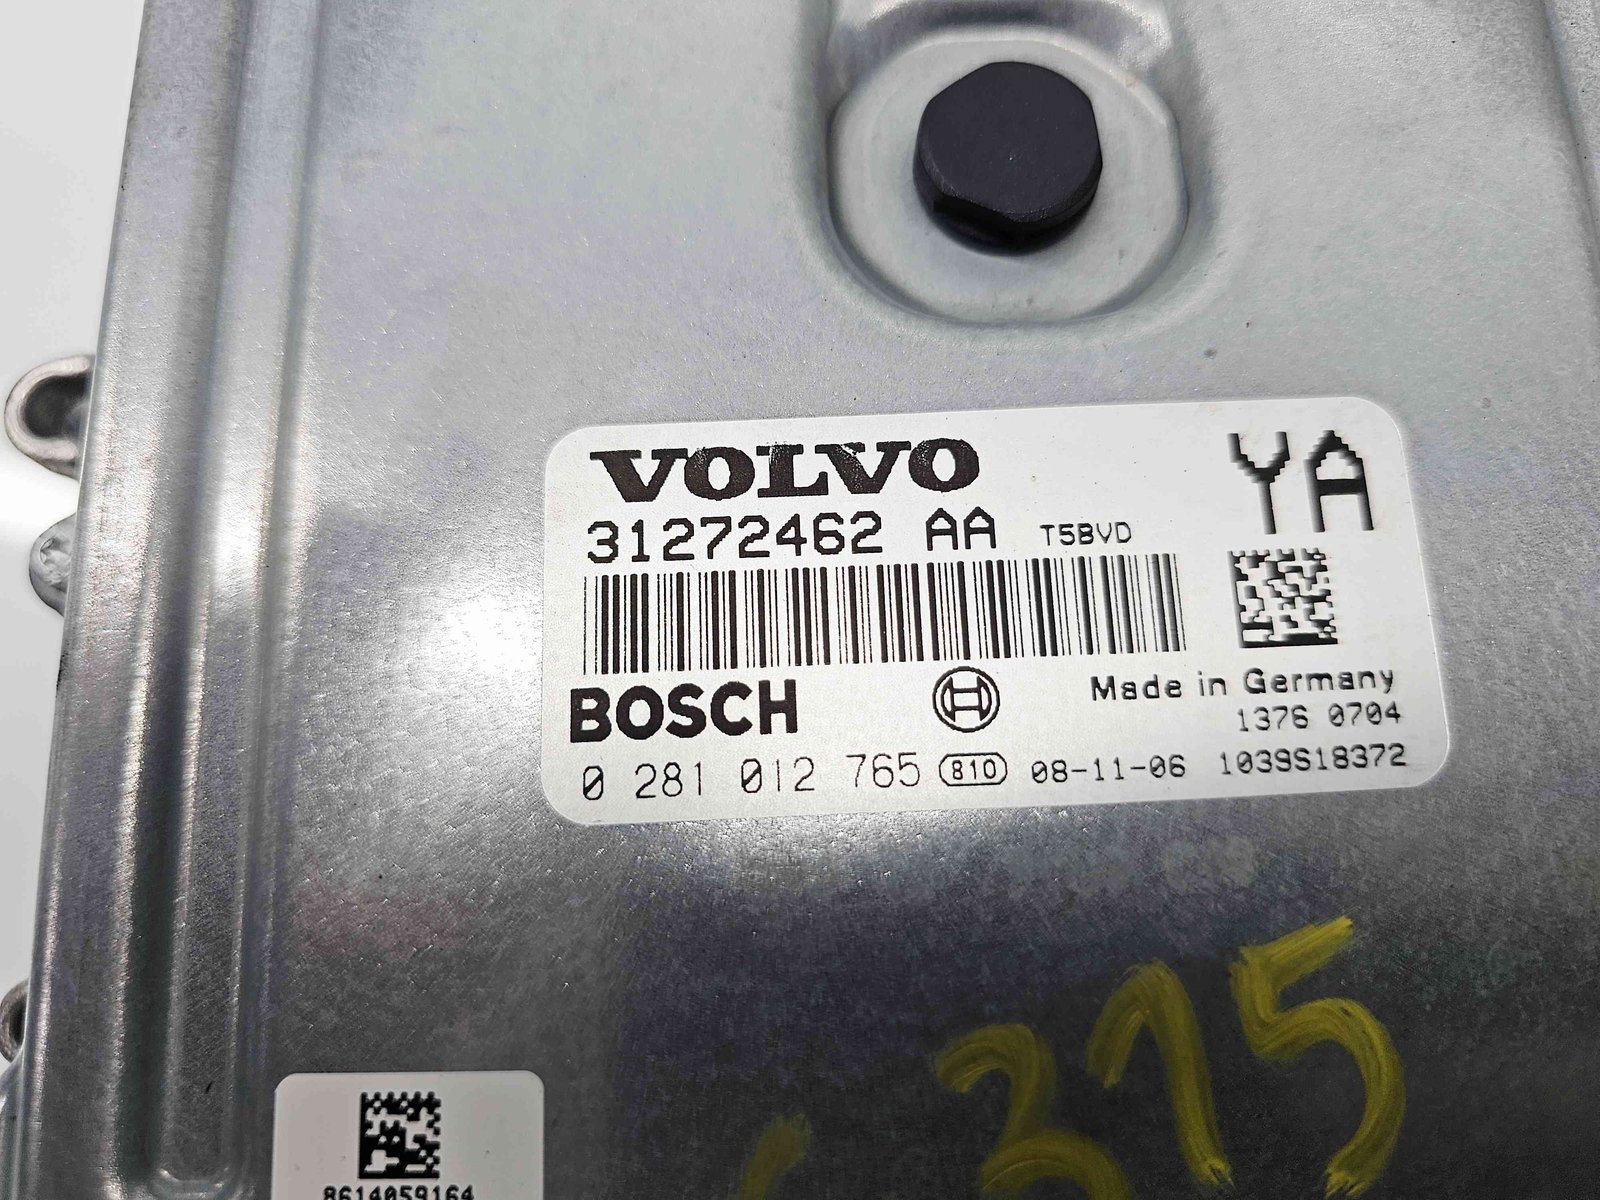 VOLVO YA
31272462 AA T5BVD
BOSCH Made in Germany
1376 0704
0 281 012 765 810 08-11-06 1039S18372
315
8614059164